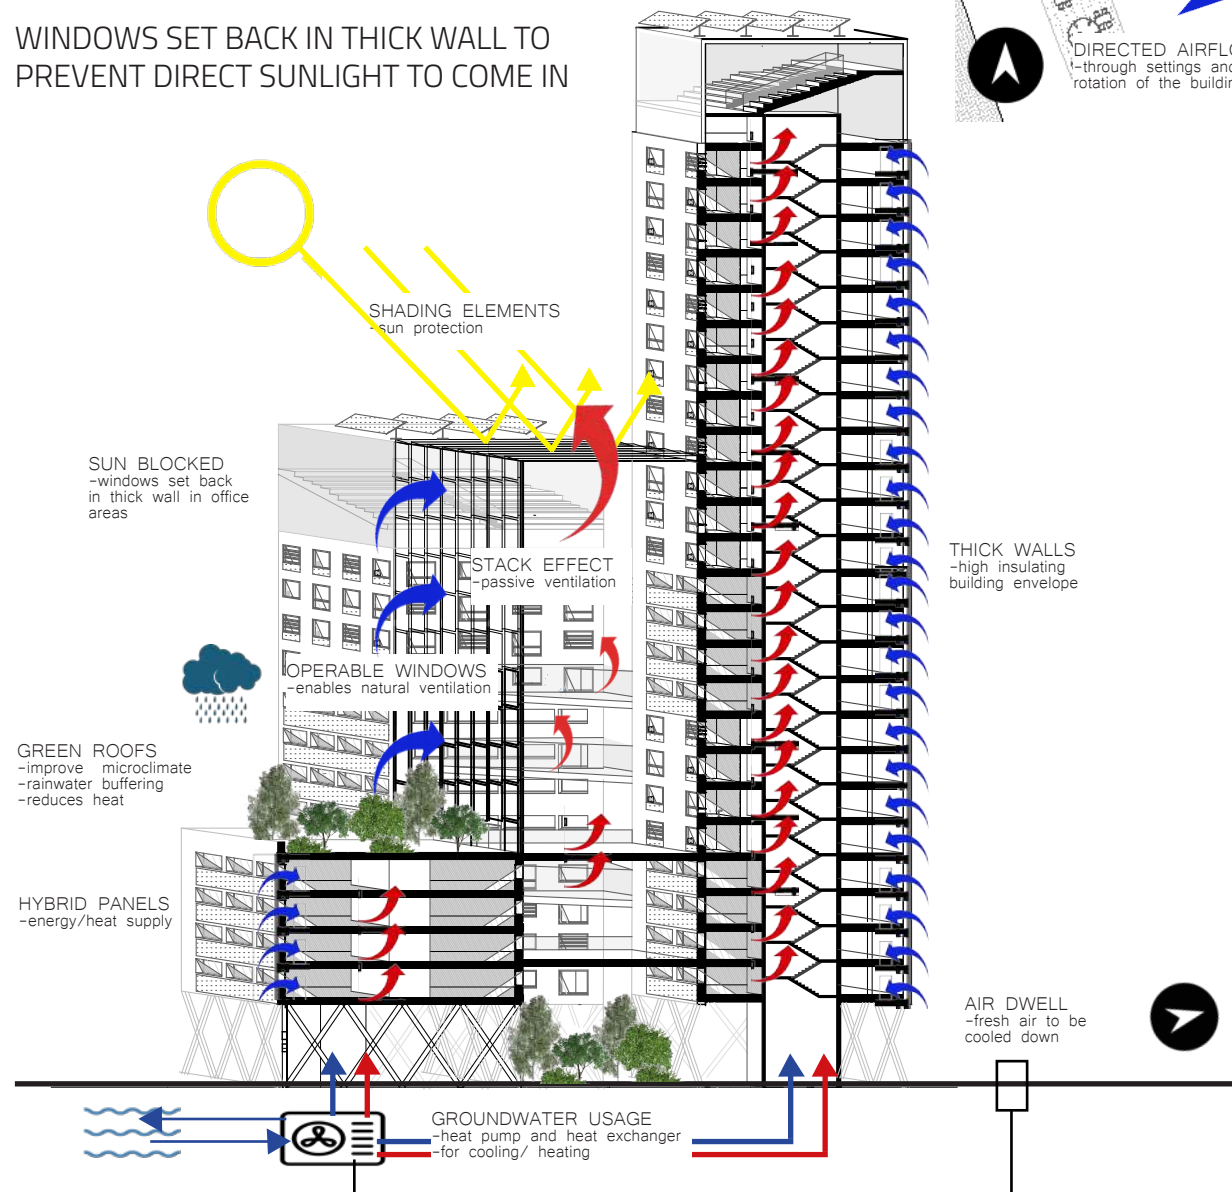 WINDOWS SET BACK IN THICK WALL TO
PREVENT DIRECT SUNLIGHT TO COME IN
-through settings and
rotation of the
DIRECTED
SHADING ELEMENTS
-sun protection
SUN BLOCKED
-windows set back
in thick wall in office
areas
STACK EFFECT
-passive ventilation
THICK WALLS
-high insulating
building envelope
OPERABLE WINDOWS
-enables natural ventilation
GREEN ROOFS
-improve microclimate
-rainwater buffering
-reduces heat
HYBRID PANELS
-energy/heat supply
AIR DWELL
-fresh air to be
cooled down
GROUNDWATER USAGE
-heat pump and heat exchanger
-for cooling/ heating